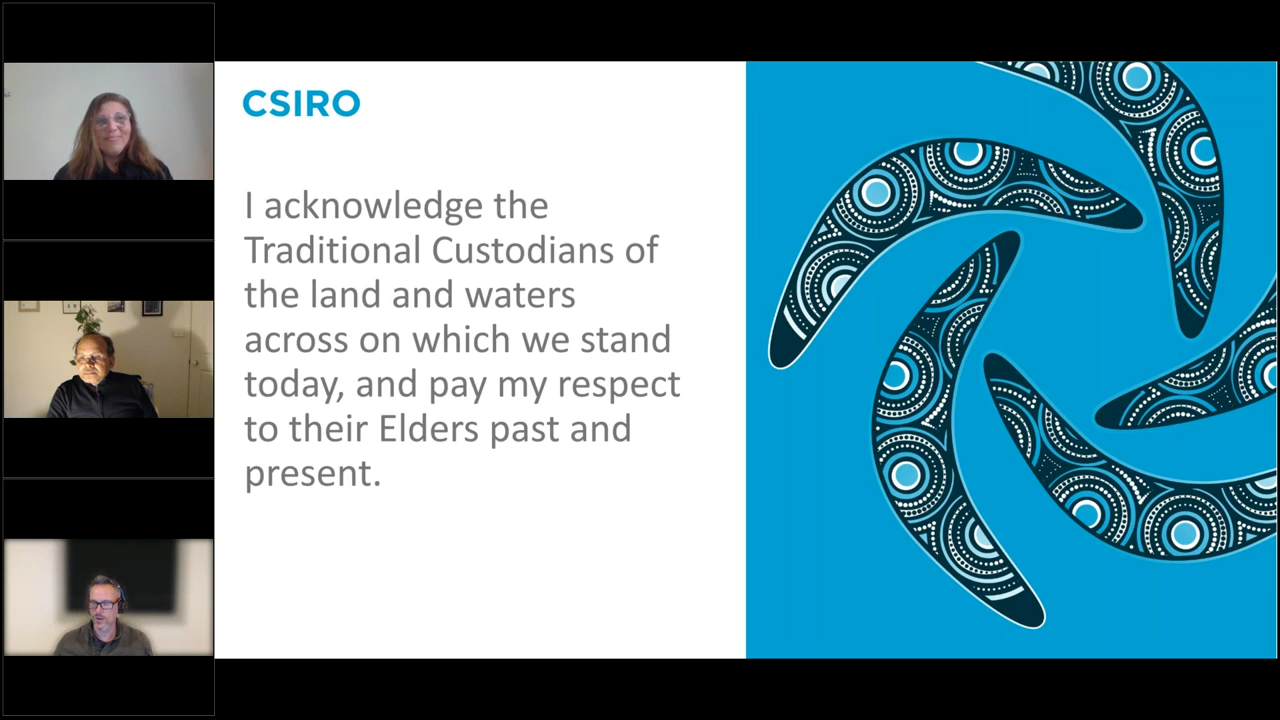 CSIRO
I acknowledge the
Traditional Custodians of
the land and waters
across on which we stand
today, and pay my respect
to their Elders past and
present.